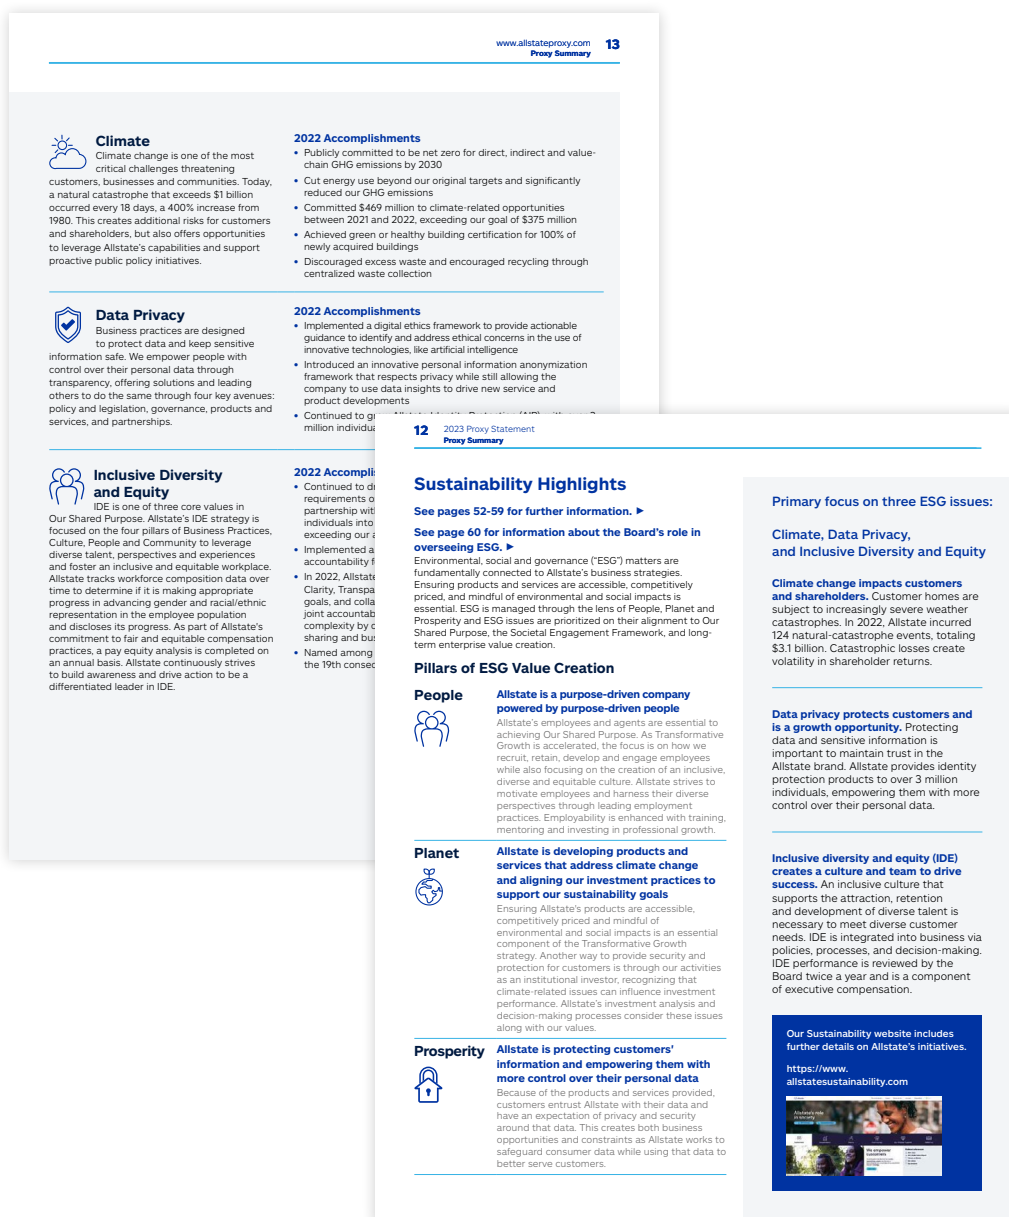 www.allstateproxy.com 13
Proxy Summary
Climate
Climate change is one of the most
critical challenges threatening
customers, businesses and communities. Today,
a natural catastrophe that exceeds $1 billion
occurred every 18 days, a 400% increase from
1980. This creates additional risks for customers
and shareholders, but also offers opportunities
to leverage Allstate's capabilities and support
proactive public policy initiatives.
2022 Accomplishments
• Publicly committed to be net zero for direct, indirect and value-
chain GHG emissions by 2030
• Cut energy use beyond our original targets and significantly
reduced our GHG emissions
• Committed $469 million to climate-related opportunities
between 2021 and 2022, exceeding our goal of $375 million
• Achieved green or healthy building certification for 100% of
newly acquired buildings
• Discouraged excess waste and encouraged recycling through
centralized waste collection
Data Privacy
Business practices are designed
to protect data and keep sensitive
information safe. We empower people with
control over their personal data through
transparency, offering solutions and leading
others to do the same through four key avenues:
policy and legislation, governance, products and
services, and partnerships.
2022 Accomplishments
• Implemented a digital ethics framework to provide actionable
guidance to identify and address ethical concerns in the use of
innovative technologies, like artificial intelligence
• Introduced an innovative personal information anonymization
framework that respects privacy while still allowing the
company to use data insights to drive new service and
product developments
• Continued to
million individua
Inclusive Diversity
and Equity
IDE is one of three core values in
Our Shared Purpose. Allstate's IDE strategy is
focused on the four pillars of Business Practices,
Culture, People and Community to leverage
diverse talent, perspectives and experiences
and foster an inclusive and equitable workplace.
Allstate tracks workforce composition data over
time to determine if it is making appropriate
progress in advancing gender and racial/ethnic
representation in the employee population
and discloses its progress. As part of Allstate's
commitment to fair and equitable compensation
practices, a pay equity analysis is completed on
an annual basis. Allstate continuously strives
to build awareness and drive action to be a
differentiated leader in IDE.
2022 Accompli
• Continued to d
requirements o
partnership wit
individuals into
exceeding our a
• Implemented a
accountability f
• In 2022, Allstate
Clarity, Transpa
goals, and colla
joint accountab
complexity by c
sharing and bus
• Named among
the 19th consec
12 2023 Proxy Statement
Proxy Summary
Sustainability Highlights
See pages 52-59 for further information. ►
See page 60 for information about the Board's role in
overseeing ESG. ►
Environmental, social and governance ("ESG") matters are
fundamentally connected to Allstate's business strategies.
Ensuring products and services are accessible, competitively
priced, and mindful of environmental and social impacts is
essential. ESG is managed through the lens of People, Planet and
Prosperity and ESG issues are prioritized on their alignment to Our
Shared Purpose, the Societal Engagement Framework, and long-
term enterprise value creation.
Pillars of ESG Value Creation
People
Allstate is a purpose-driven company
powered by purpose-driven people
Allstate's employees and agents are essential to
achieving Our Shared Purpose. As Transformative
Growth is accelerated, the focus is on how we
recruit, retain, develop and engage employees
while also focusing on the creation of an inclusive,
diverse and equitable culture. Allstate strives to
motivate employees and harness their diverse
perspectives through leading employment
practices. Employability is enhanced with training,
mentoring and investing in professional growth.
Planet
Allstate is developing products and
services that address climate change
and aligning our investment practices to
support our sustainability goals
Ensuring Allstate's products are accessible,
competitively priced and mindful of
environmental and social impacts is an essential
component of the Transformative Growth
strategy. Another way to provide security and
protection for customers is through our activities
as an institutional investor, recognizing that
climate-related issues can influence investment
performance. Allstate's investment analysis and
decision-making processes consider these issues
along with our values.
Prosperity
Allstate is protecting customers'
information and empowering them with
more control over their personal data
Because of the products and services provided,
customers entrust Allstate with their data and
have an expectation of privacy and security
around that data. This creates both business
opportunities and constraints as Allstate works to
safeguard consumer data while using that data to
better serve customers.
Primary focus on three ESG issues:
Climate, Data Privacy,
and Inclusive Diversity and Equity
Climate change impacts customers
and shareholders. Customer homes are
subject to increasingly severe weather
catastrophes. In 2022, Allstate incurred
124 natural-catastrophe events, totaling
$3.1 billion. Catastrophic losses create
volatility in shareholder returns.
Data privacy protects customers and
is a growth opportunity. Protecting
data and sensitive information is
important to maintain trust in the
Allstate brand. Allstate provides identity
protection products to over 3 million
individuals, empowering them with more
control over their personal data.
Inclusive diversity and equity (IDE)
creates a culture and team to drive
success. An inclusive culture that
supports the attraction, retention
and development of diverse talent is
necessary to meet diverse customer
needs. IDE is integrated into business via
policies, processes, and decision-making.
IDE performance is reviewed by the
Board twice a year and is a component
of executive compensation.
Our Sustainability website includes
further details on Allstate's initiatives.
https://www.
allstatesustainability.com
Allstate's role
in society
We empower
customers